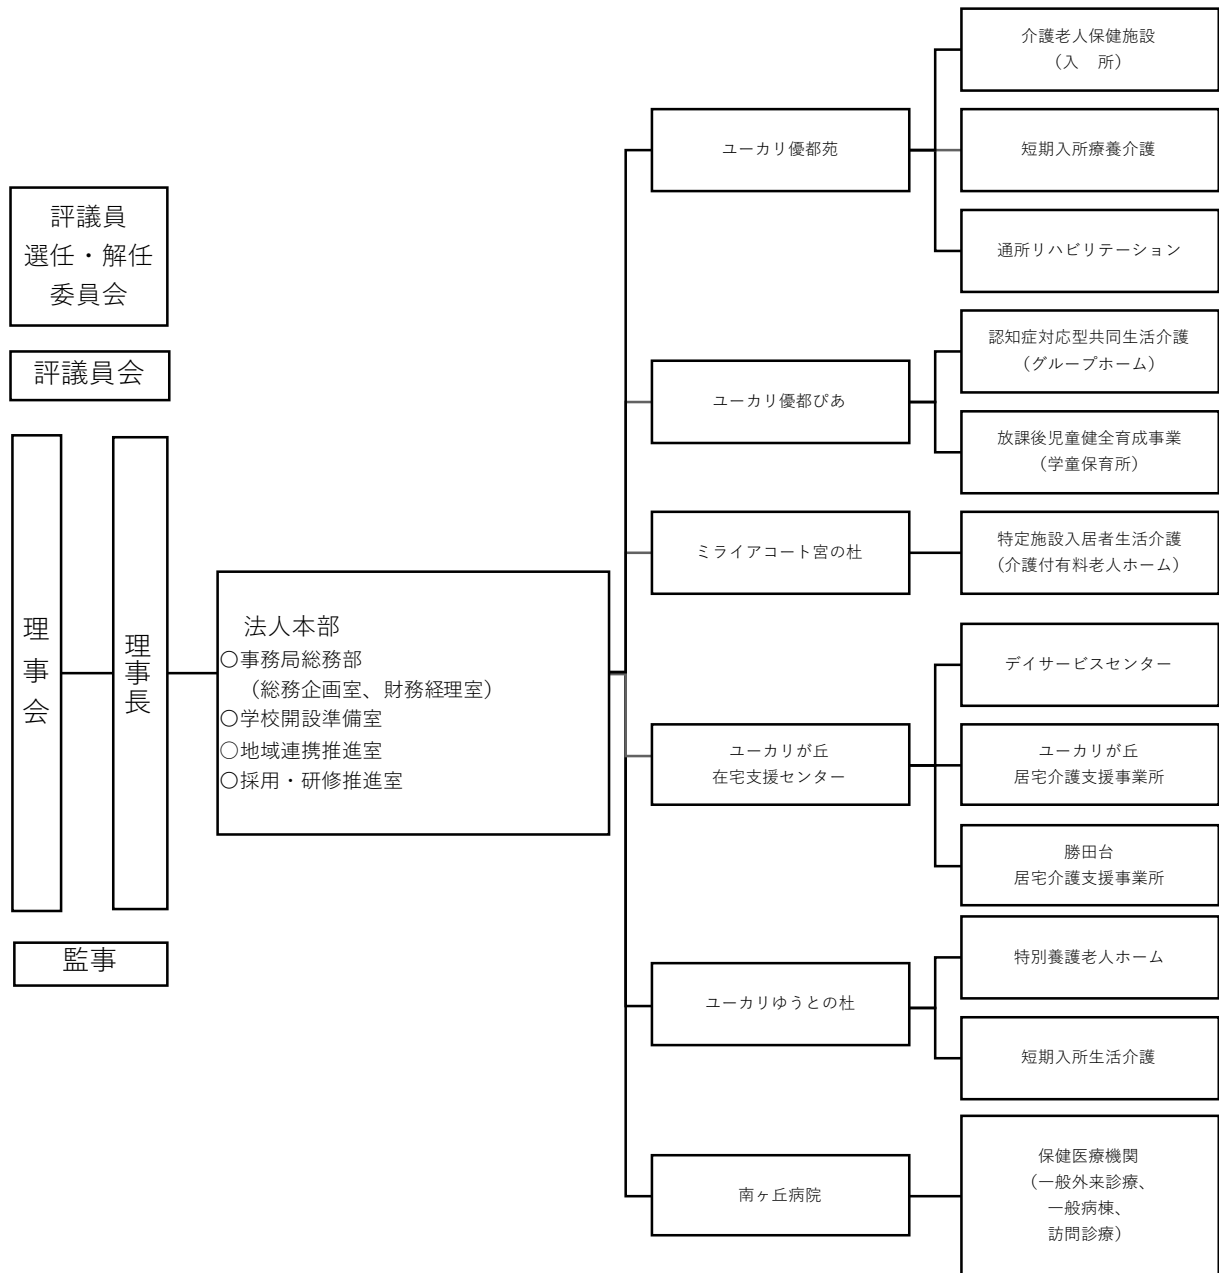 評議員
選任・解任
委員会
評議員会
理事会
理事長
監事
法人本部
○事務局総務部
（総務企画室、財務経理室）
○学校開設準備室
○地域連携推進室
○採用・研修推進室
ユーカリ優都苑
介護老人保健施設
（入　所）
短期入所療養介護
通所リハビリテーション
ユーカリ優都ぴあ
認知症対応型共同生活介護
（グループホーム）
放課後児童健全育成事業
（学童保育所）
ミライアコート宮の杜
特定施設入居者生活介護
（介護付有料老人ホーム）
ユーカリが丘
在宅支援センター
デイサービスセンター
ユーカリが丘
居宅介護支援事業所
勝田台
居宅介護支援事業所
ユーカリゆうとの杜
特別養護老人ホーム
短期入所生活介護
南ヶ丘病院
保健医療機関
（一般外来診療、
一般病棟、
訪問診療）